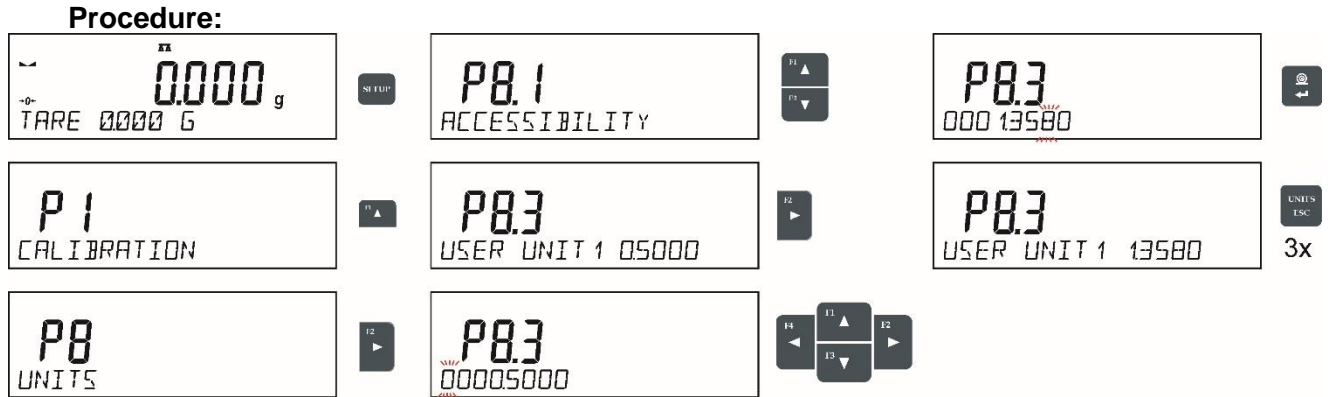 Procedure:
0.000 g
→0←
TARE 0.000 G
SETUP
P1
CALIBRATION
F1 ▲
P8
UNITS
F2 ►
P8.1
ACCESSIBILITY
F1 ▲
F3 ▼
P8.3
USER UNIT 1 0.5000
F2 ►
P8.3
0000.5000
F4 ◄ F1 ▲ F2 ►
F3 ▼
P8.3
0001.3580
P8.3
USER UNIT 1 1.3580
UNITS
ESC
3x